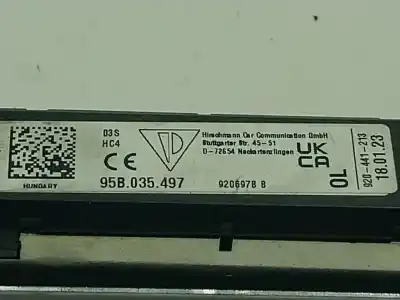 03S
HC4
CE
HUNGARY
Hirschmann Car Communication GmbH
Stuttgarter Str. 45-51
D-72654 Neckartenzlingen
95B.035.497
9206978 B
UK
CA
0L
920-441-213
18.01.23